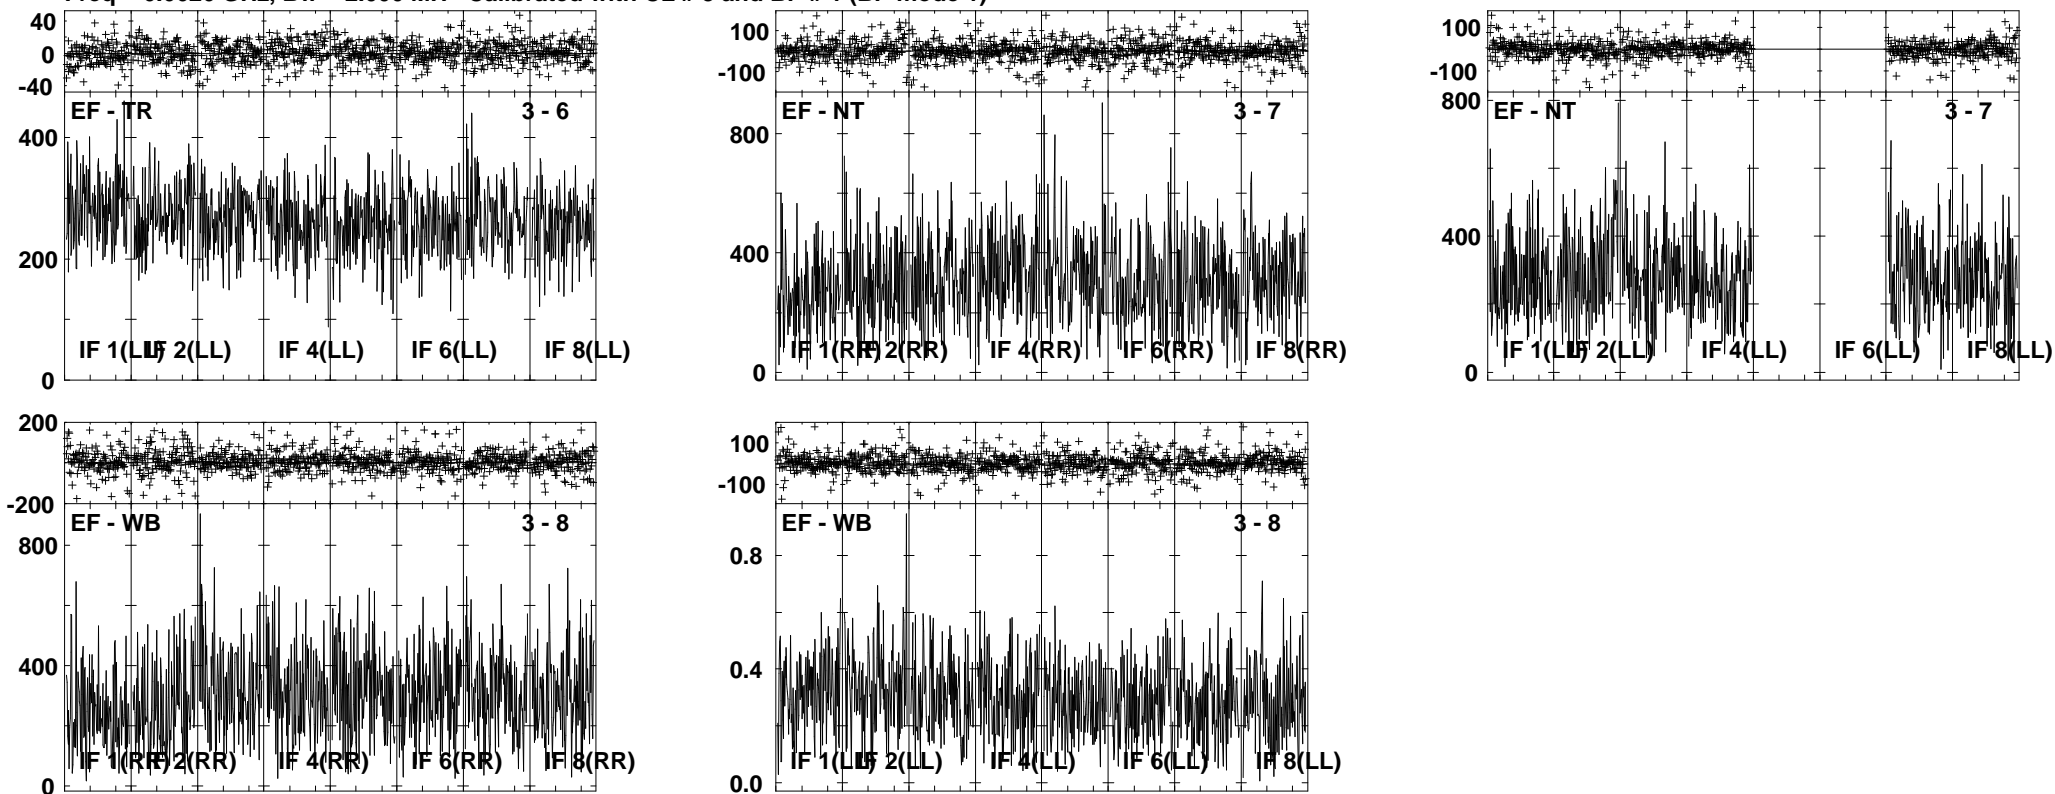 40
0
-40
EF - TR 3 - 6
400
200
0
IF 1(LL) IF 2(LL) IF 4(LL) IF 6(LL) IF 8(LL)
100
-100
EF - NT 3 - 7
800
400
0
IF 1(RR) IF 2(RR) IF 4(RR) IF 6(RR) IF 8(RR)
100
-100
EF - NT 3 - 7
800
400
0
IF 1(LL) IF 2(LL) IF 4(LL) IF 6(LL) IF 8(LL)
200
-200
EF - WB 3 - 8
800
400
0
IF 1(RR) IF 2(RR) IF 4(RR) IF 6(RR) IF 8(RR)
100
-100
EF - WB 3 - 8
0.8
0.4
0.0
IF 1(LL) IF 2(LL) IF 4(LL) IF 6(LL) IF 8(LL)